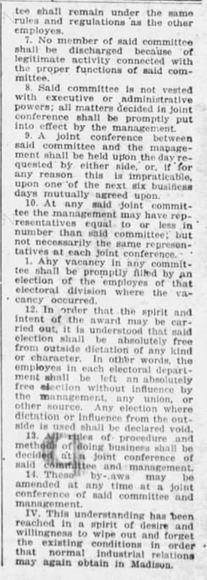 tee shall remain under the same
rules and regulations as the other
employes.
7. No member of said committee
shall be discharged because of
legitimate activity connected with
the proper functions of said com-
mittee.
8. Said committee is not vested
with executive or administrative
powers; all matters decided in joint
conference shall be promptly put
into effect by the management.
9. A joint conference between
said committee and the manage-
ment shall be held upon the day re-
quested by either side, or, if for
any reason this is impraticable,
upon one of the next six business
days mutually agreed upon.
10. At any said joint commit-
tee the management may have rep-
resentatives equal to or less in
number than said committee, but
not necessarily the same represen-
tatives at each joint conference.
1. Any vacancy in any commit-
tee shall be promptly filled by an
election of the employes of that
electoral division where the va-
cancy occurred.
12. In order that the spirit and
intent of the award may be car-
ried out, it is understood that said
election shall be absolutely free
from outside dictation of any kind
or character. In other words, the
employes in each electoral depart-
ment shall be left an absolutely
free election without influence by
the management, any union, or
other source. Any election where
dictation or influence from the out-
side is used shall be declared void.
13. rules of procedure and
method doing business shall be
decided at joint conference of
said committee and management.
14. These by-laws may be
amended at any time at a joint
conference of said committee and
management.
IV. This understanding has been
reached in a spirit of desire and
willingness to wipe out and forget
the existing conditions in order
that normal industrial relations
may again obtain in Madison.